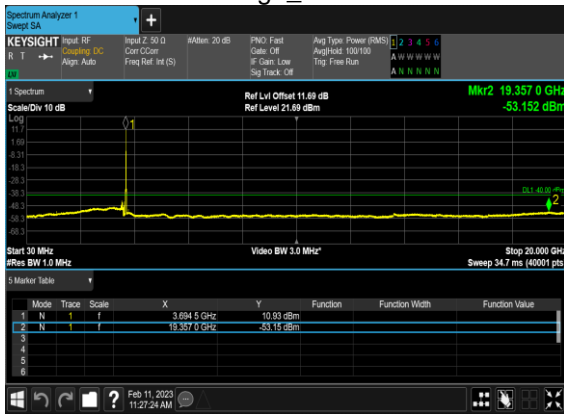 Spectrum Analyzer 1
Swept SA
+
KEYSIGHT Input: RF Input Z: 50 Ω #Atten: 20 dB PNO: Fast Avg Type: Power (RMS) 1 2 3 4 5 6
R T Coupling: DC Corr CCorr Gate: Off Avg|Hold: 100/100 A W W W W W
Align: Auto Freq Ref: Int (S) IF Gain: Low Trig: Free Run
Sig Track: Off A N N N N N
1 Spectrum Ref Lvl Offset 11.69 dB Mkr2 19.357 0 GHz
Scale/Div 10 dB Ref Level 21.69 dBm -53.152 dBm
Log
11.7
1.69
-8.31
-18.3
-28.3
-38.3
-48.3
-58.3
-68.3
1
DL1 -40.00 dBm
2
Start 30 MHz Video BW 3.0 MHz* Stop 20.000 GHz
#Res BW 1.0 MHz Sweep 34.7 ms (40001 pts)
5 Marker Table
Mode Trace Scale X Y Function Function Width Function Value
1 N 1 f 3.694 5 GHz 10.93 dBm
2 N 1 f 19.357 0 GHz -53.15 dBm
3
4
5
6
? Feb 11, 2023
11:27:24 AM